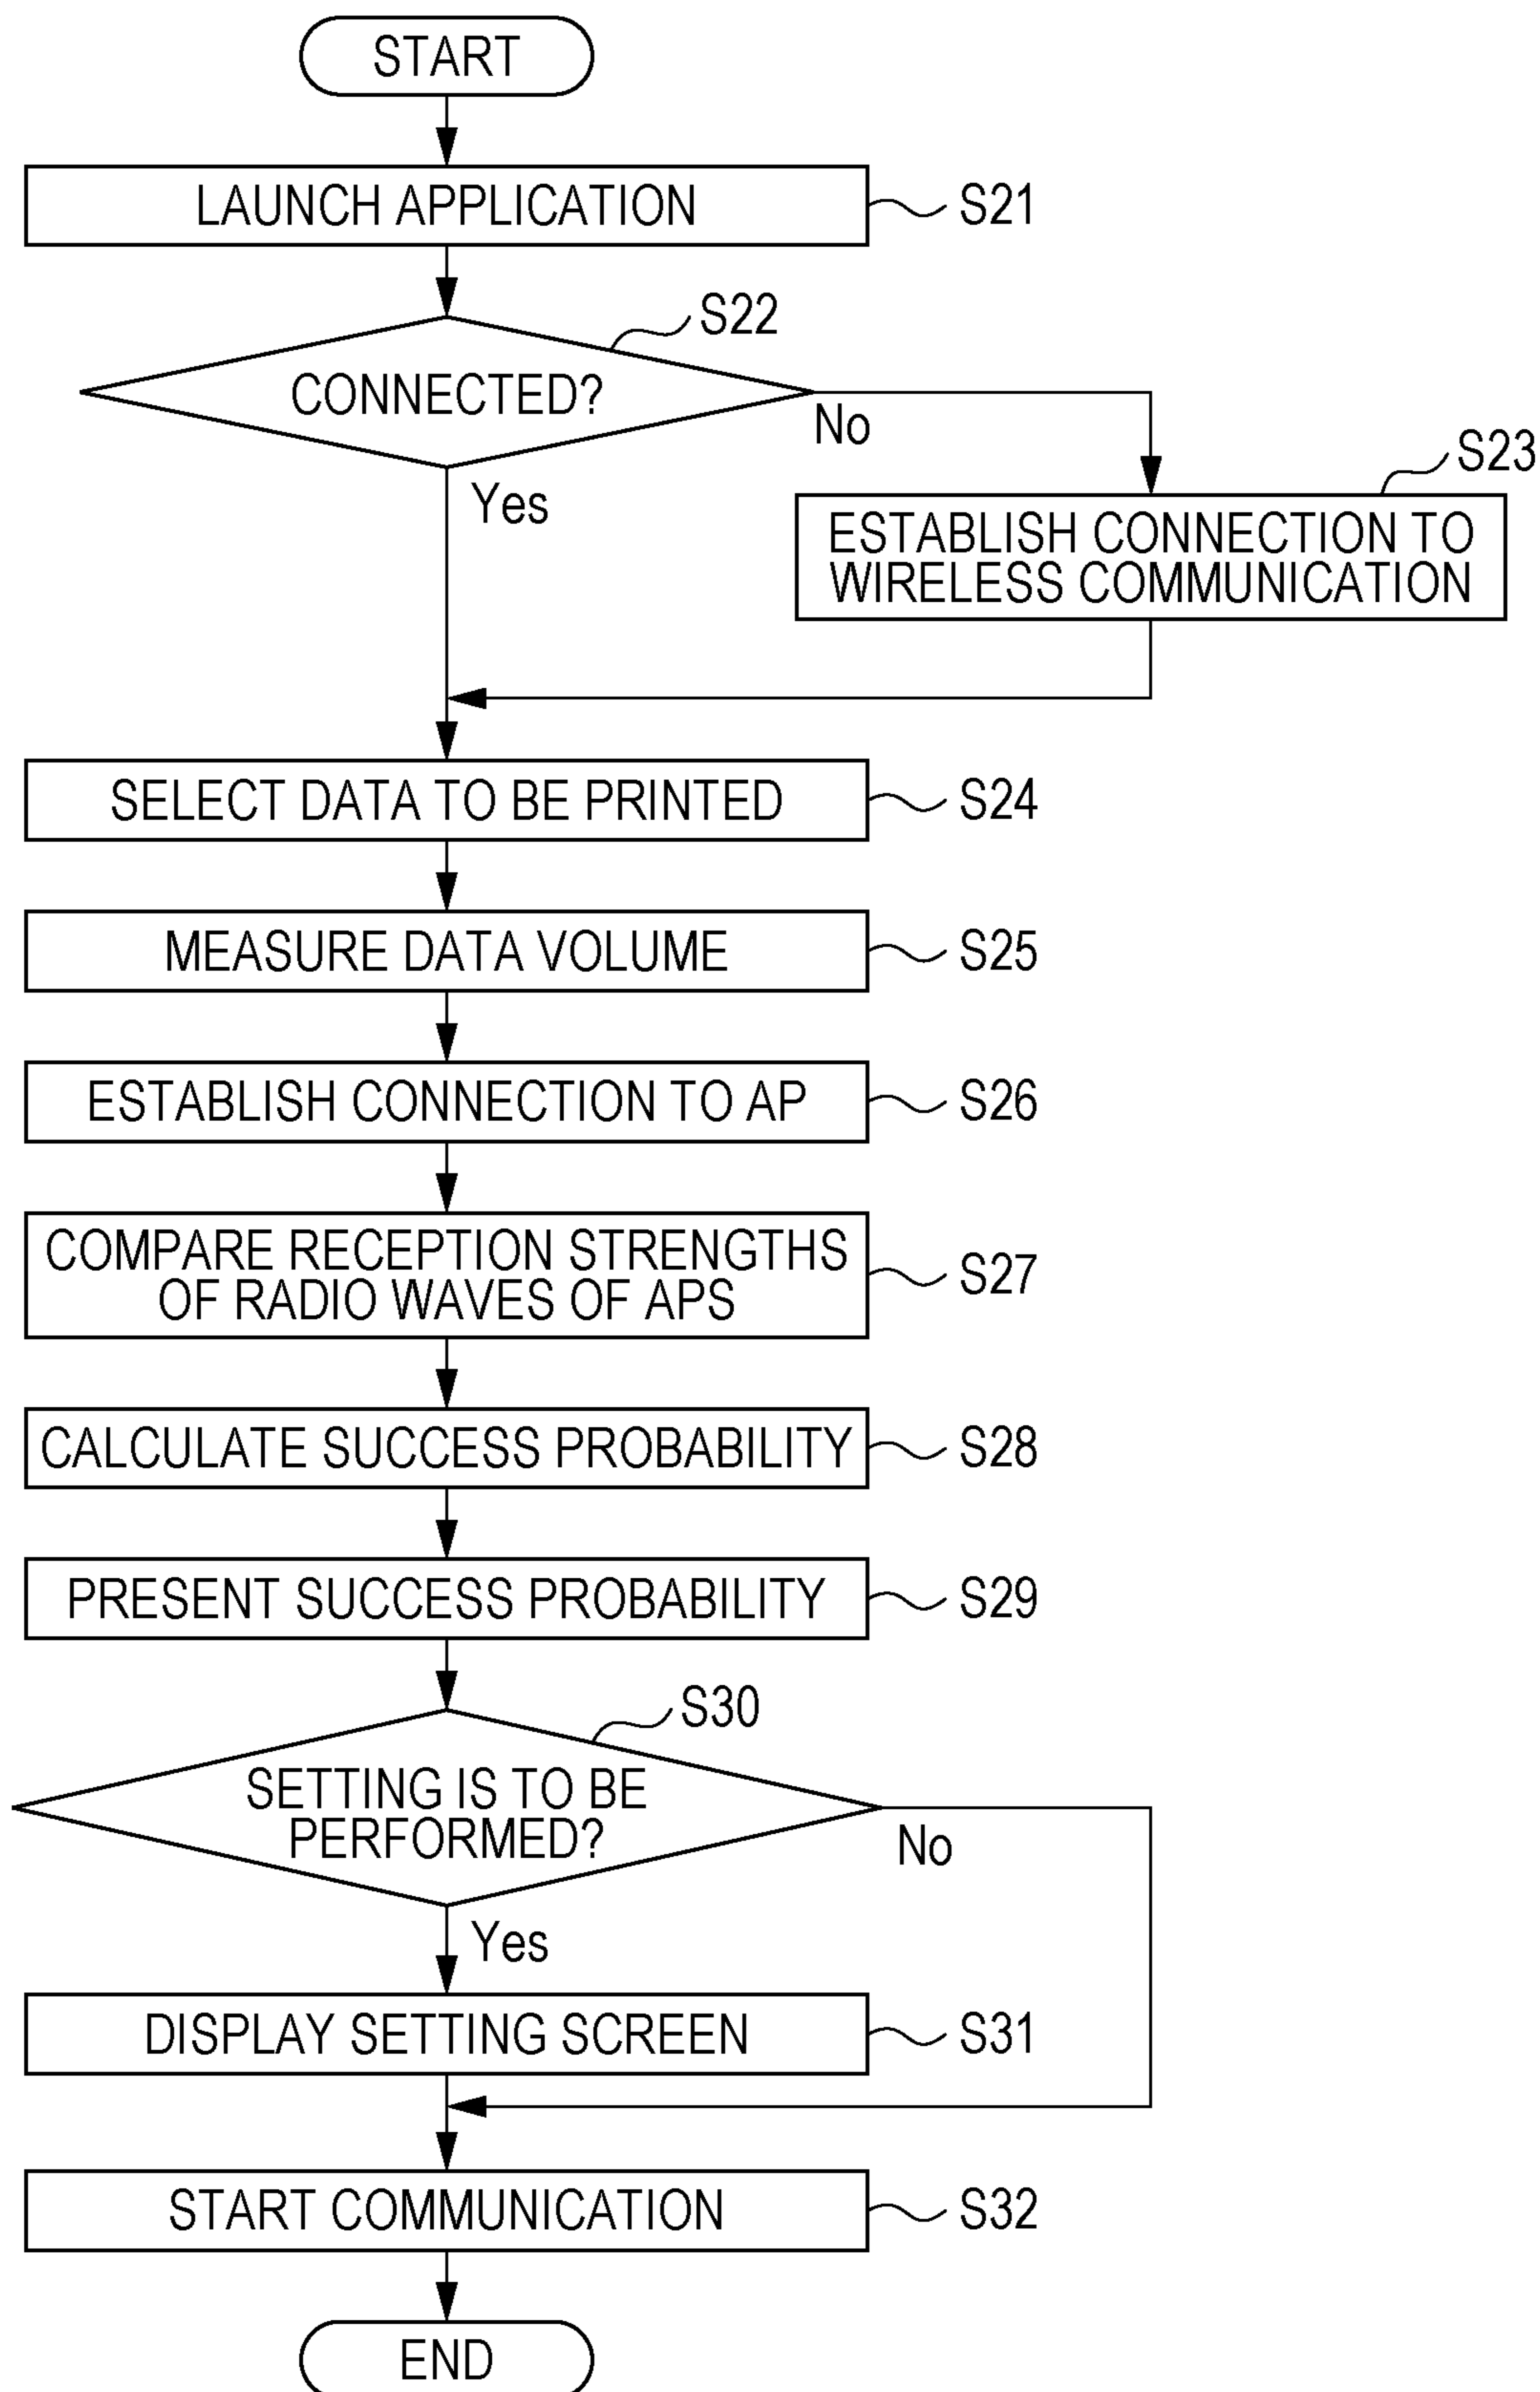 START
LAUNCH APPLICATION
S21
S22
CONNECTED?
No
Yes
S23
ESTABLISH CONNECTION TO
WIRELESS COMMUNICATION
SELECT DATA TO BE PRINTED
S24
MEASURE DATA VOLUME
S25
ESTABLISH CONNECTION TO AP
S26
COMPARE RECEPTION STRENGTHS
OF RADIO WAVES OF APS
S27
CALCULATE SUCCESS PROBABILITY
S28
PRESENT SUCCESS PROBABILITY
S29
S30
SETTING IS TO BE
PERFORMED?
No
Yes
DISPLAY SETTING SCREEN
S31
START COMMUNICATION
S32
END